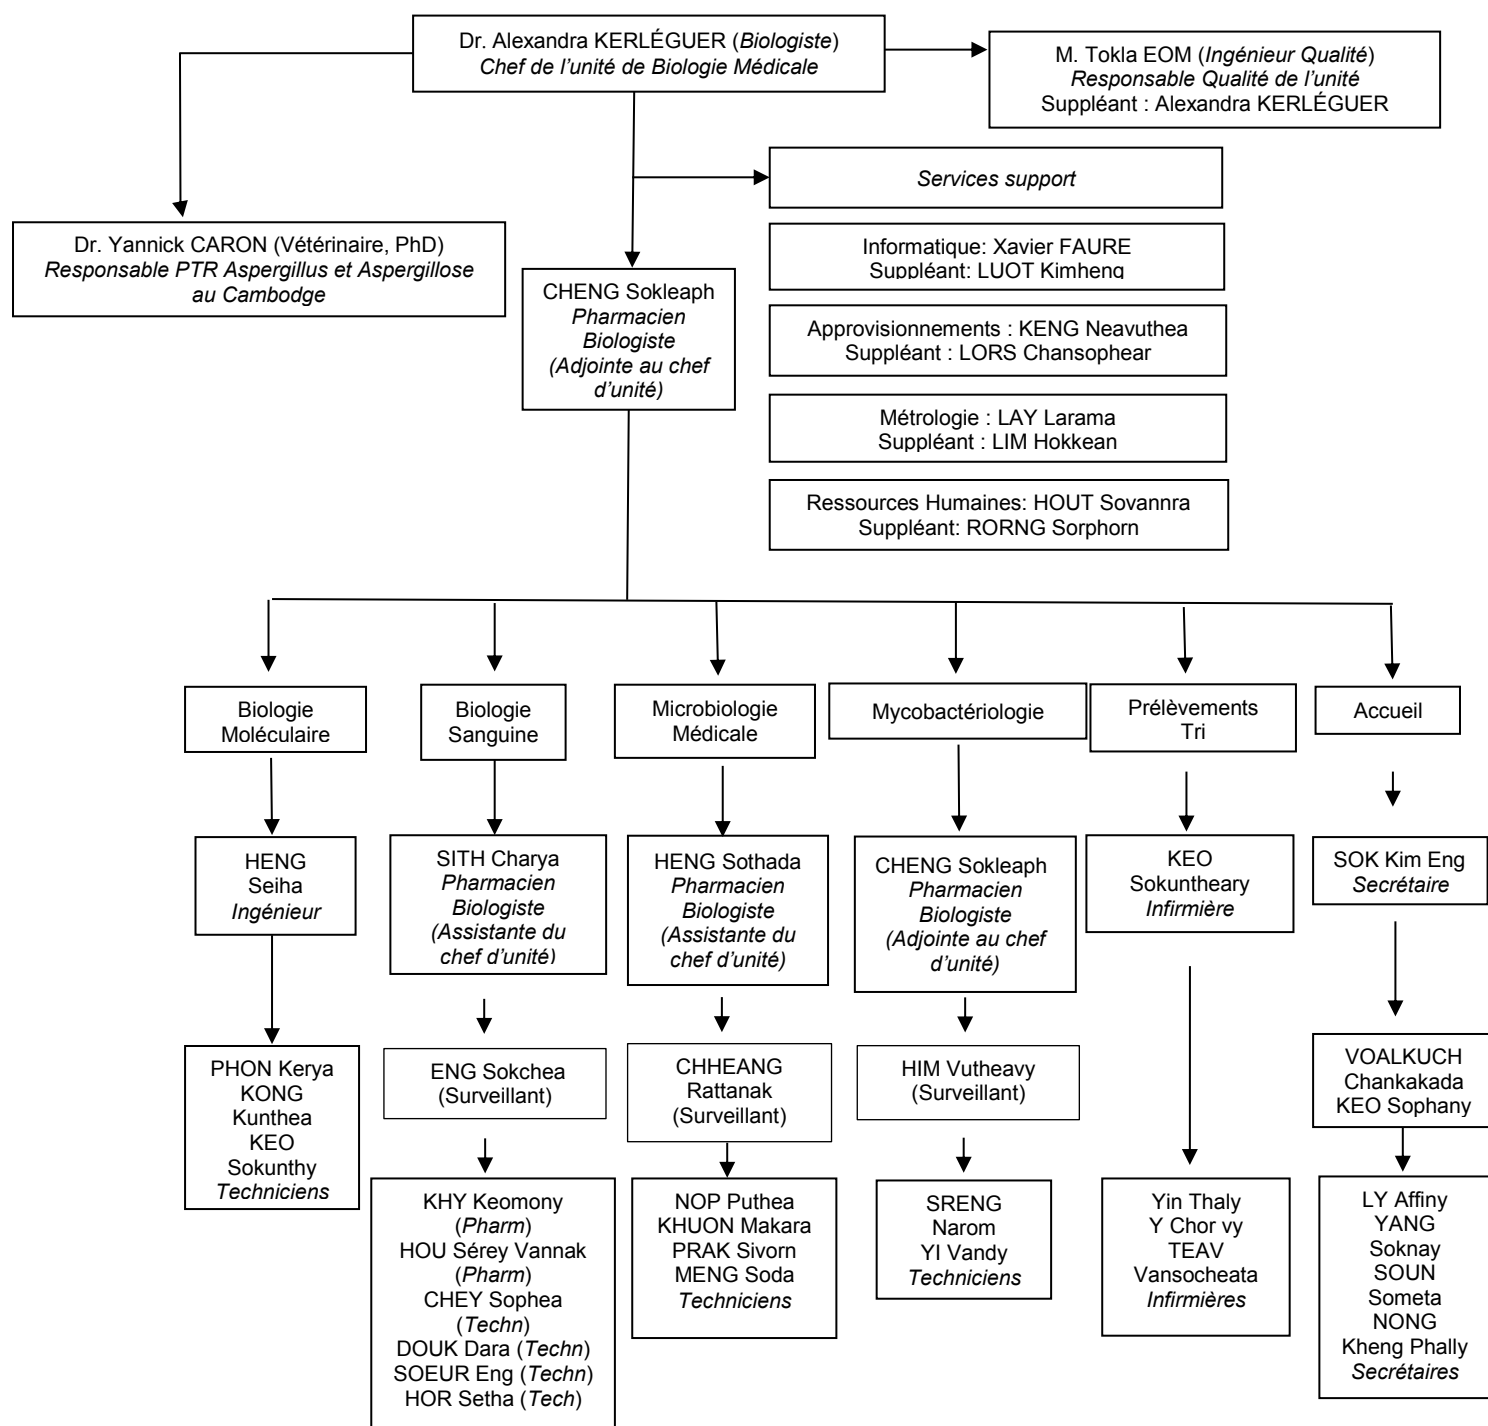 Dr. Alexandra KERLÉGUER (Biologiste)
Chef de l'unité de Biologie Médicale
M. Tokla EOM (Ingénieur Qualité)
Responsable Qualité de l'unité
Suppléant : Alexandra KERLÉGUER
Services support
Dr. Yannick CARON (Vétérinaire, PhD)
Responsable PTR Aspergillus et Aspergillose
au Cambodge
Informatique: Xavier FAURE
Suppléant: LUOT Kimheng
CHENG Sokleaph
Pharmacien
Biologiste
(Adjointe au chef
d'unité)
Approvisionnements : KENG Neavuthea
Suppléant : LORS Chansophear
Métrologie : LAY Larama
Suppléant : LIM Hokkean
Ressources Humaines: HOUT Sovannra
Suppléant: RORNG Sorphorn
Biologie
Moléculaire
Biologie
Sanguine
Microbiologie
Médicale
Mycobactériologie
Prélèvements
Tri
Accueil
HENG
Seiha
Ingénieur
SITH Charya
Pharmacien
Biologiste
(Assistante du
chef d'unité)
HENG Sothada
Pharmacien
Biologiste
(Assistante du
chef d'unité)
CHENG Sokleaph
Pharmacien
Biologiste
(Adjointe au chef
d'unité)
KEO
Sokuntheary
Infirmière
SOK Kim Eng
Secrétaire
PHON Kerya
KONG
Kunthea
KEO
Sokunthy
Techniciens
ENG Sokchea
(Surveillant)
CHHEANG
Rattanak
(Surveillant)
HIM Vutheavy
(Surveillant)
VOALKUCH
Chankakada
KEO Sophany
KHY Keomony
(Pharm)
HOU Sérey Vannak
(Pharm)
CHEY Sophea
(Techn)
DOUK Dara (Techn)
SOEUR Eng (Techn)
HOR Setha (Tech)
NOP Puthea
KHUON Makara
PRAK Sivorn
MENG Soda
Techniciens
SRENG
Narom
YI Vandy
Techniciens
Yin Thaly
Y Chor vy
TEAV
Vansocheata
Infirmières
LY Affiny
YANG
Soknay
SOUN
Someta
NONG
Kheng Phally
Secrétaires